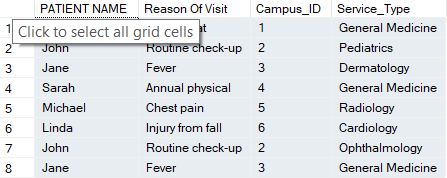 PATIENT NAME Reason Of Visit Campus_ID Service_Type
1 at 1 General Medicine
Click to select all grid cells
2 John Routine check-up 2 Pediatrics
3 Jane Fever 3 Dermatology
4 Sarah Annual physical 4 General Medicine
5 Michael Chest pain 5 Radiology
6 Linda Injury from fall 6 Cardiology
7 John Routine check-up 2 Ophthalmology
8 Jane Fever 3 General Medicine